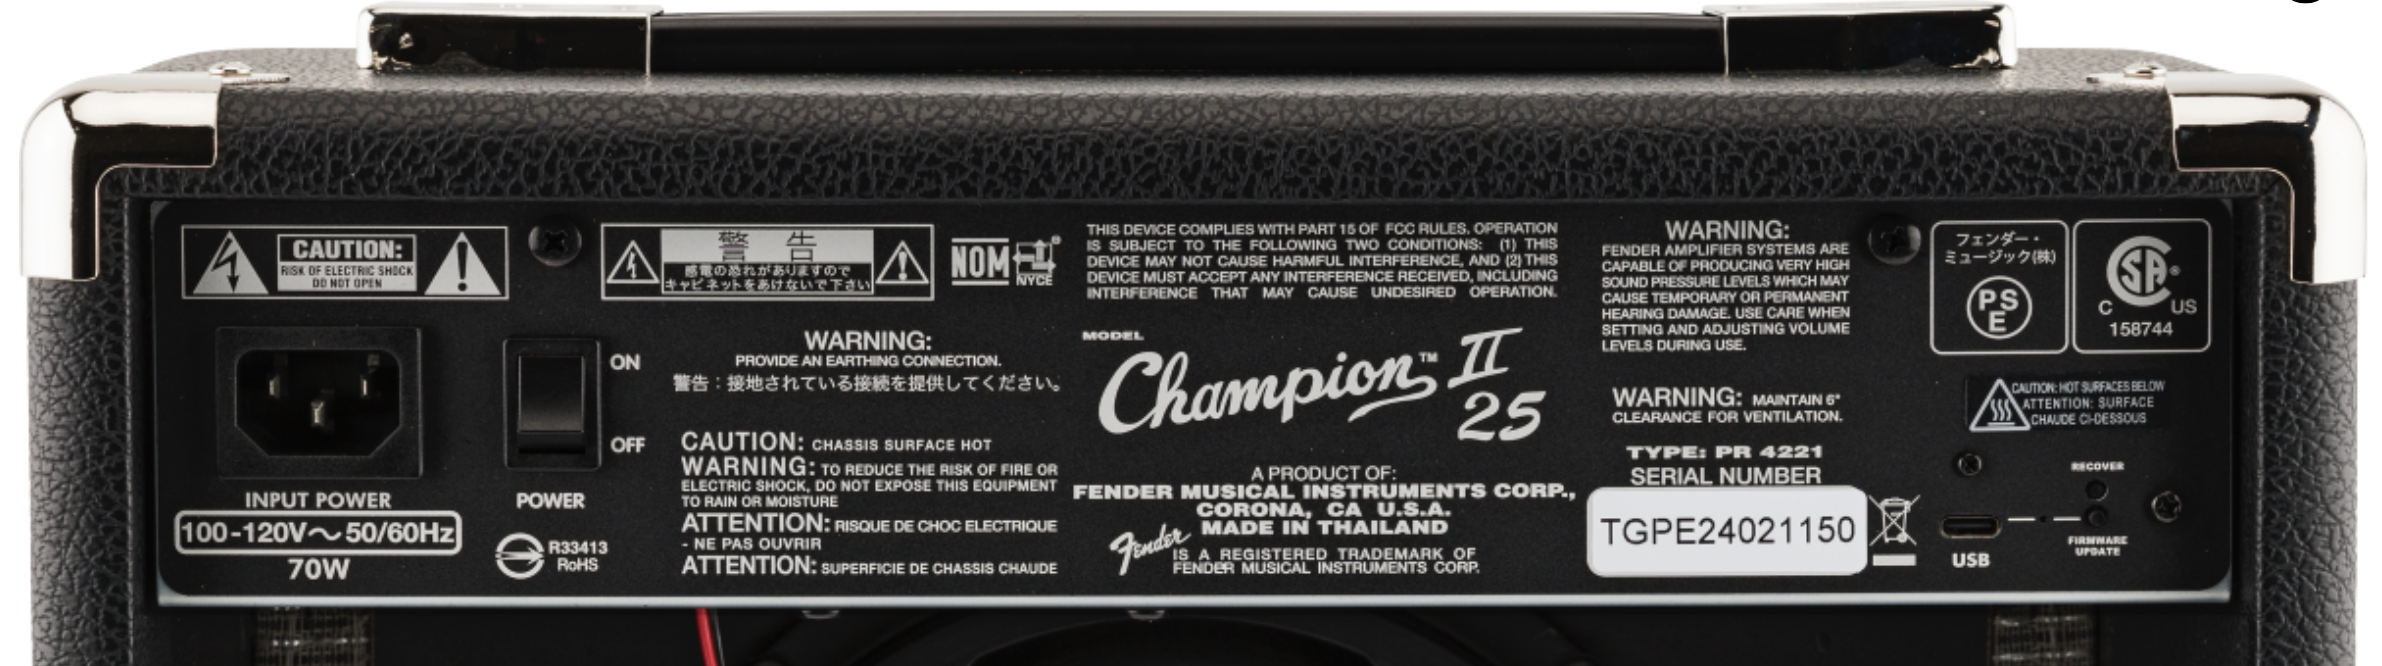 CAUTION:
RISK OF ELECTRIC SHOCK
DO NOT OPEN
警 告
感電の恐れがありますので
キャビネットをあけないで下さい
NOM
NYCE
®
THIS DEVICE COMPLIES WITH PART 15 OF FCC RULES. OPERATION
IS SUBJECT TO THE FOLLOWING TWO CONDITIONS: (1) THIS
DEVICE MAY NOT CAUSE HARMFUL INTERFERENCE, AND (2) THIS
DEVICE MUST ACCEPT ANY INTERFERENCE RECEIVED, INCLUDING
INTERFERENCE THAT MAY CAUSE UNDESIRED OPERATION.
WARNING:
FENDER AMPLIFIER SYSTEMS ARE
CAPABLE OF PRODUCING VERY HIGH
SOUND PRESSURE LEVELS WHICH MAY
CAUSE TEMPORARY OR PERMANENT
HEARING DAMAGE. USE CARE WHEN
SETTING AND ADJUSTING VOLUME
LEVELS DURING USE.
フェンダー・
ミュージック(株)
PS
E
SA®
C US
158744
INPUT POWER
100-120V～ 50/60Hz
70W
ON
OFF
POWER
R33413
RoHS
WARNING:
PROVIDE AN EARTHING CONNECTION.
警告：接地されている接続を提供してください。
CAUTION: CHASSIS SURFACE HOT
WARNING: TO REDUCE THE RISK OF FIRE OR
ELECTRIC SHOCK, DO NOT EXPOSE THIS EQUIPMENT
TO RAIN OR MOISTURE
ATTENTION: RISQUE DE CHOC ELECTRIQUE
- NE PAS OUVRIR
ATTENTION: SUPERFICIE DE CHASSIS CHAUDE
MODEL
Champion™ II
25
A PRODUCT OF:
FENDER MUSICAL INSTRUMENTS CORP.,
CORONA, CA U.S.A.
MADE IN THAILAND
Fender IS A REGISTERED TRADEMARK OF
FENDER MUSICAL INSTRUMENTS CORP.
WARNING: MAINTAIN 6"
CLEARANCE FOR VENTILATION.
TYPE: PR 4221
SERIAL NUMBER
TGPE24021150
CAUTION: HOT SURFACES BELOW
ATTENTION: SURFACE
CHAUDE CI-DESSOUS
RECOVER
USB
FIRMWARE
UPDATE